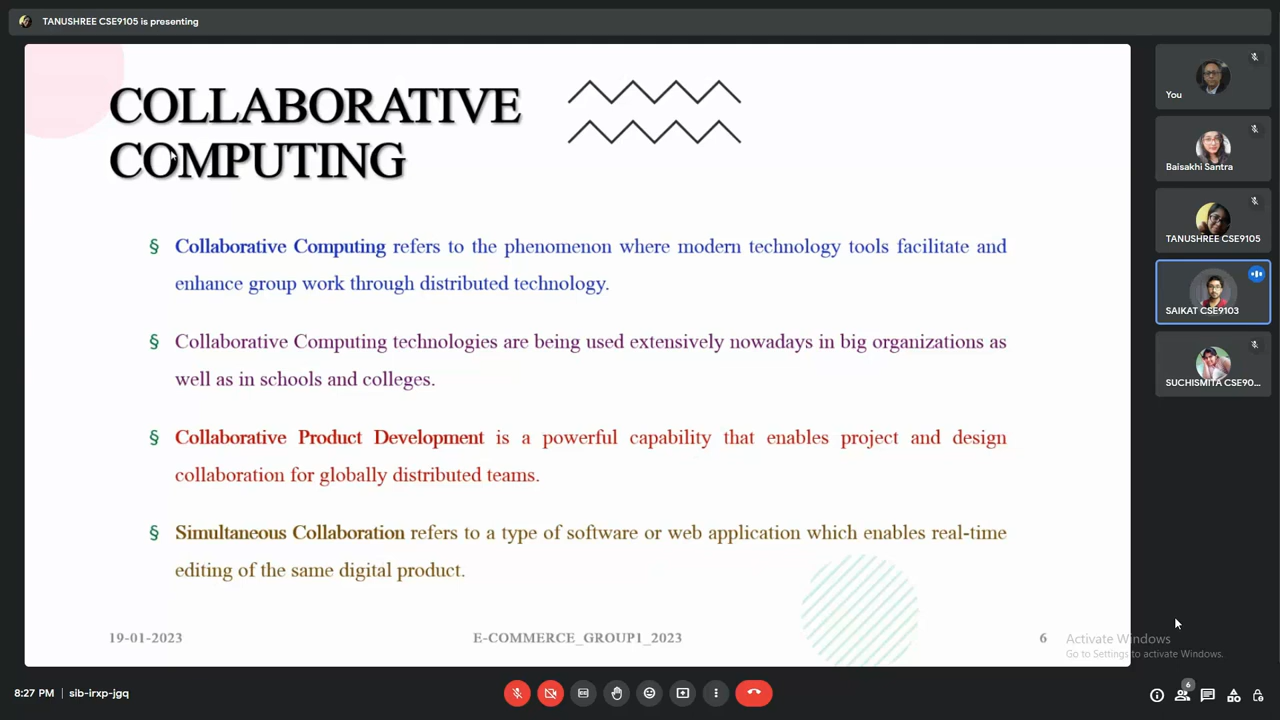 TANUSHREE CSE9105 is presenting
COLLABORATIVE
COMPUTING
§ Collaborative Computing refers to the phenomenon where modern technology tools facilitate and
enhance group work through distributed technology.
§ Collaborative Computing technologies are being used extensively nowadays in big organizations as
well as in schools and colleges.
§ Collaborative Product Development is a powerful capability that enables project and design
collaboration for globally distributed teams.
§ Simultaneous Collaboration refers to a type of software or web application which enables real-time
editing of the same digital product.
19-01-2023
E-COMMERCE_GROUP1_2023
6
You
Baisakhi Santra
TANUSHREE CSE9105
SAIKAT CSE9103
SUCHISMITA CSE90...
Activate Windows
Go to Settings to activate Windows.
8:27 PM | sib-irxp-jgq
6